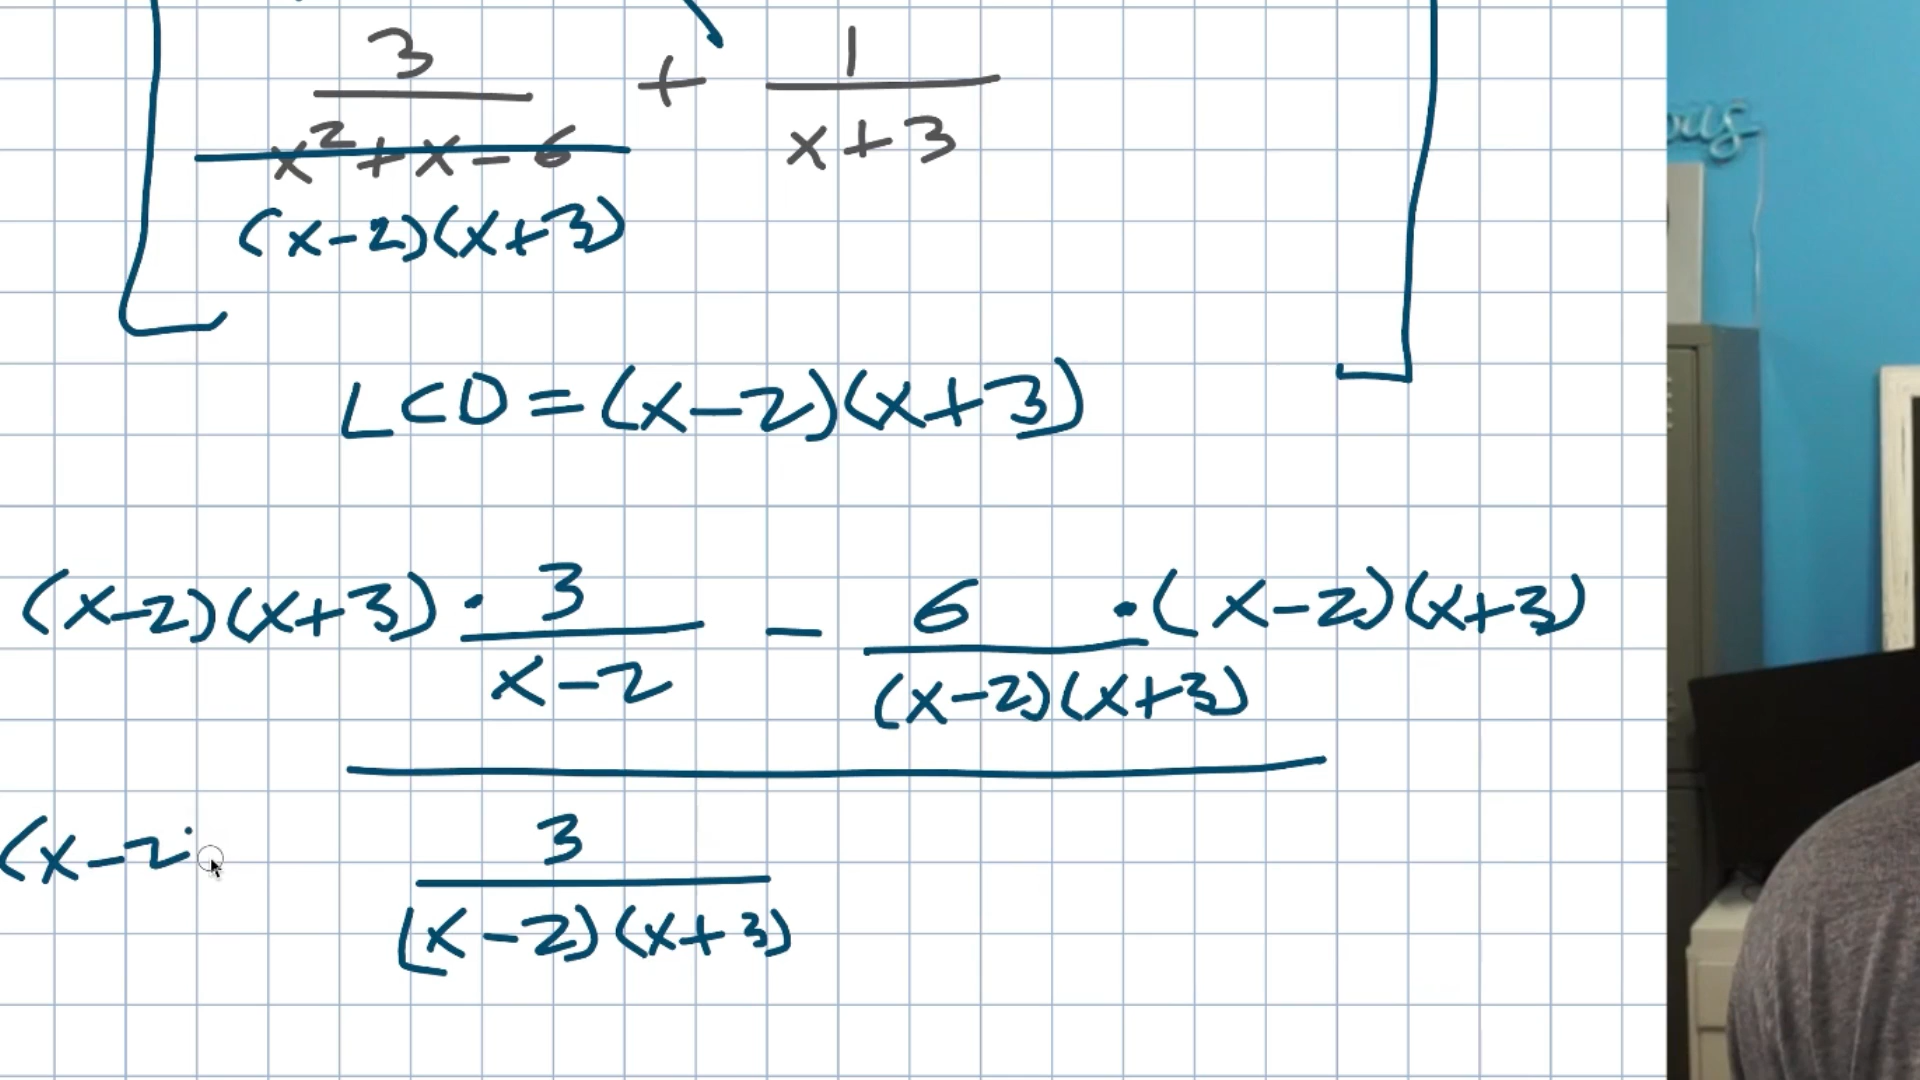 3 + 1
x²+x-6 x+3
(x-2)(x+3)
LCD=(x-2)(x+3)
(x-2)(x+3)·3 - 6·(x-2)(x+3)
x-2 (x-2)(x+3)
(x-2 3
(x-2)(x+3)